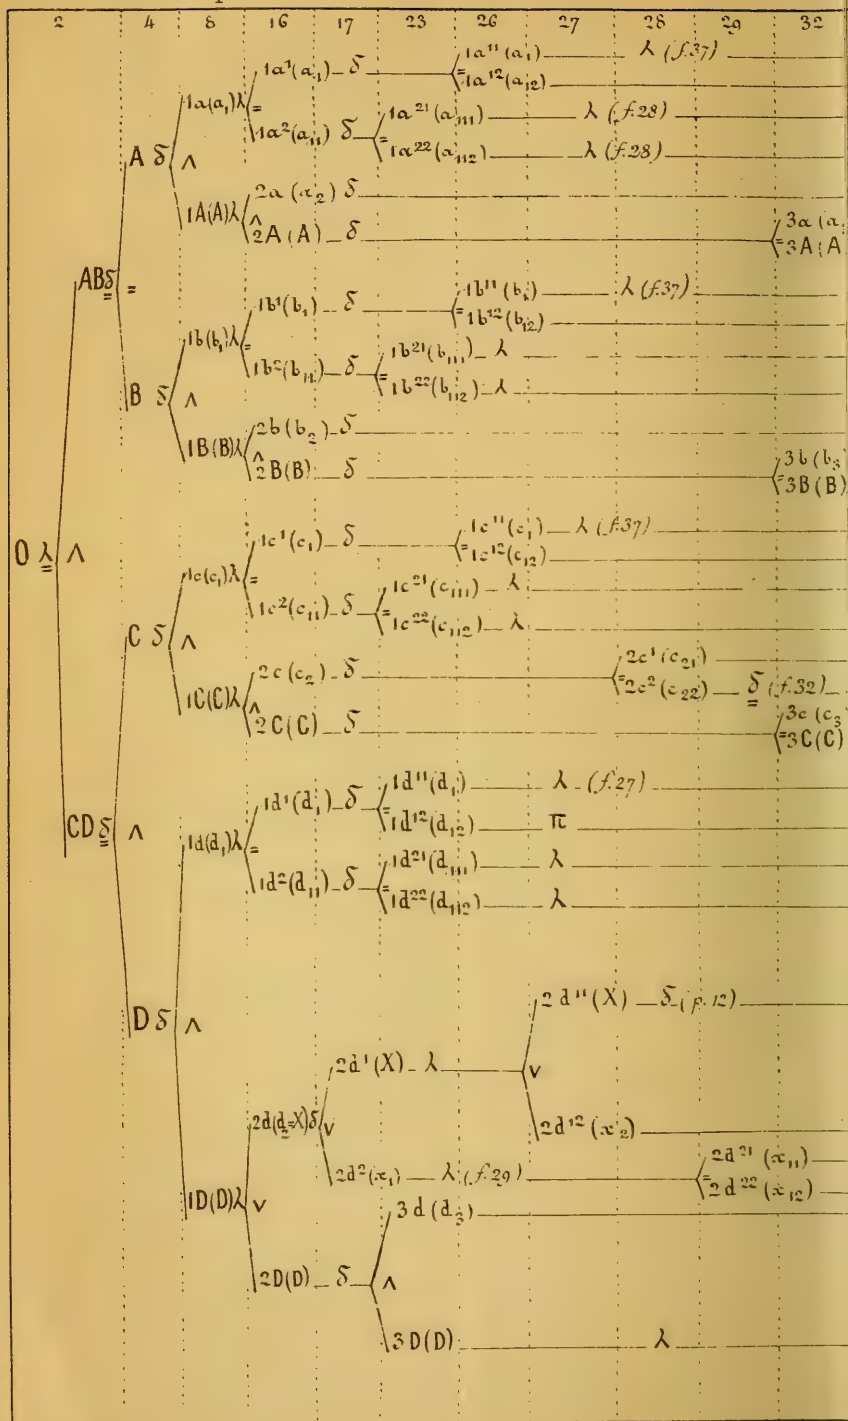 2 4 8 16 17 23 26 27 28 29 32
1a¹¹(a₁) λ (f.37)
1a¹(a₁) δ =
1a¹²(a₁₂)
1a(a₁)λ =
1a²¹(a₁₁₁) λ (f.28)
1a²(a₁₁) δ =
1a²²(a₁₁₂) λ (f.28)
A δ ʌ
2a(a₂) δ
1A(A)λ ʌ
3a(a
2A(A) δ =
3A(A
ABδ =
1b¹¹(b₁) λ (f.37)
1b¹(b₁) δ =
1b¹²(b₁₂)
1b(b₁)λ =
1b²¹(b₁₁₁) λ
1b²(b₁₁) δ =
1b²²(b₁₁₂) λ
B δ ʌ
2b(b₂) δ
1B(B)λ ʌ
3b(b₃
2B(B) δ =
3B(B)
O λ ʌ
1c¹¹(c₁) λ (f.37)
1c¹(c₁) δ =
1c¹²(c₁₂)
1c(c₁)λ =
1c²¹(c₁₁₁) λ
1c²(c₁₁) δ =
1c²²(c₁₁₂) λ
C δ ʌ
2c¹(c₂₁)
2c(c₂) δ =
2c²(c₂₂) δ (f.32)
1C(C)λ ʌ
3c(c₃
2C(C) δ =
3C(C)
CDδ ʌ
1d¹¹(d₁) λ (f.27)
1d¹(d₁) δ =
1d¹²(d₁₂) π
1d(d₁)λ =
1d²¹(d₁₁₁) λ
1d²(d₁₁) δ =
1d²²(d₁₁₂) λ
D δ ʌ
2d¹¹(X) δ (p.12)
2d¹(X) λ v
2d¹²(x₂)
2d(d₂=X)δ v
2d²¹(x₁₁)
2d²(x₁) λ (f.29) =
2d²²(x₁₂)
1D(D)λ v
3d(d₃)
2D(D) δ ʌ
3D(D) λ